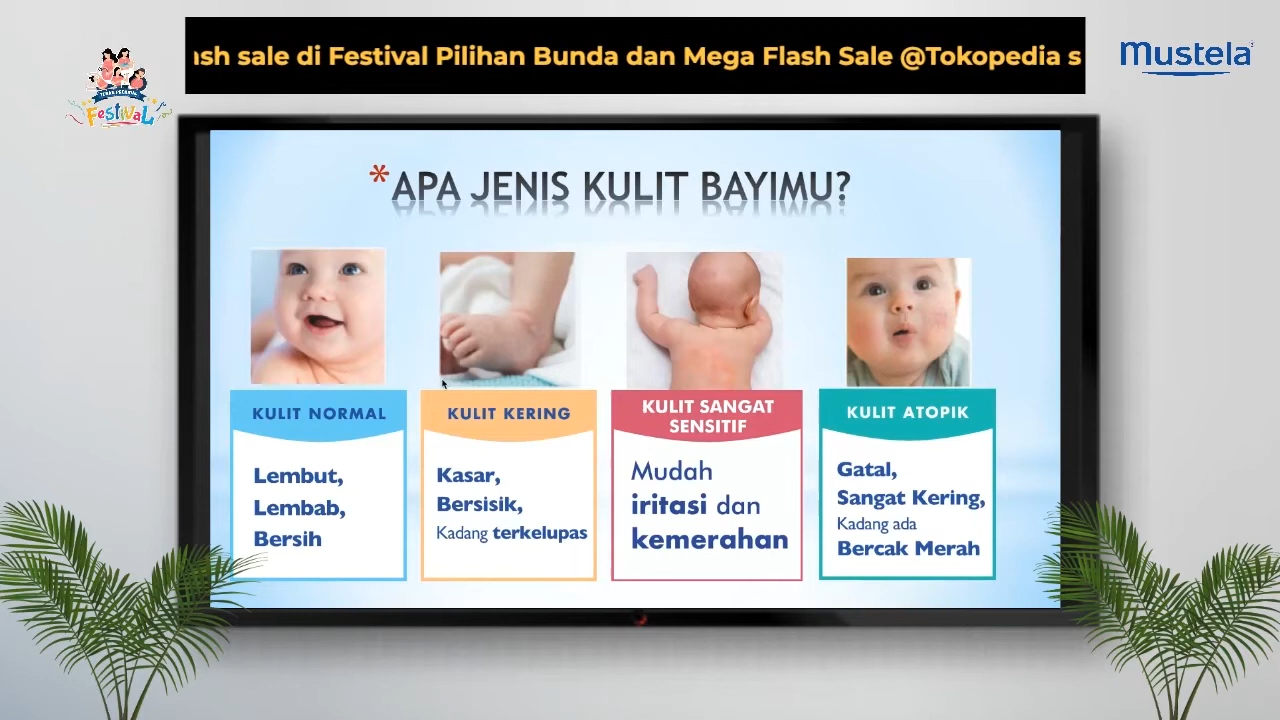 ash sale di Festival Pilihan Bunda dan Mega Flash Sale @Tokopedia s
Mustela
Festival
*APA JENIS KULIT BAYIMU?
KULIT NORMAL
Lembut,
Lembab,
Bersih
KULIT KERING
Kasar,
Bersisik,
Kadang terkelupas
KULIT SANGAT
SENSITIF
Mudah
iritasi dan
kemerahan
KULIT ATOPIK
Gatal,
Sangat Kering,
Kadang ada
Bercak Merah